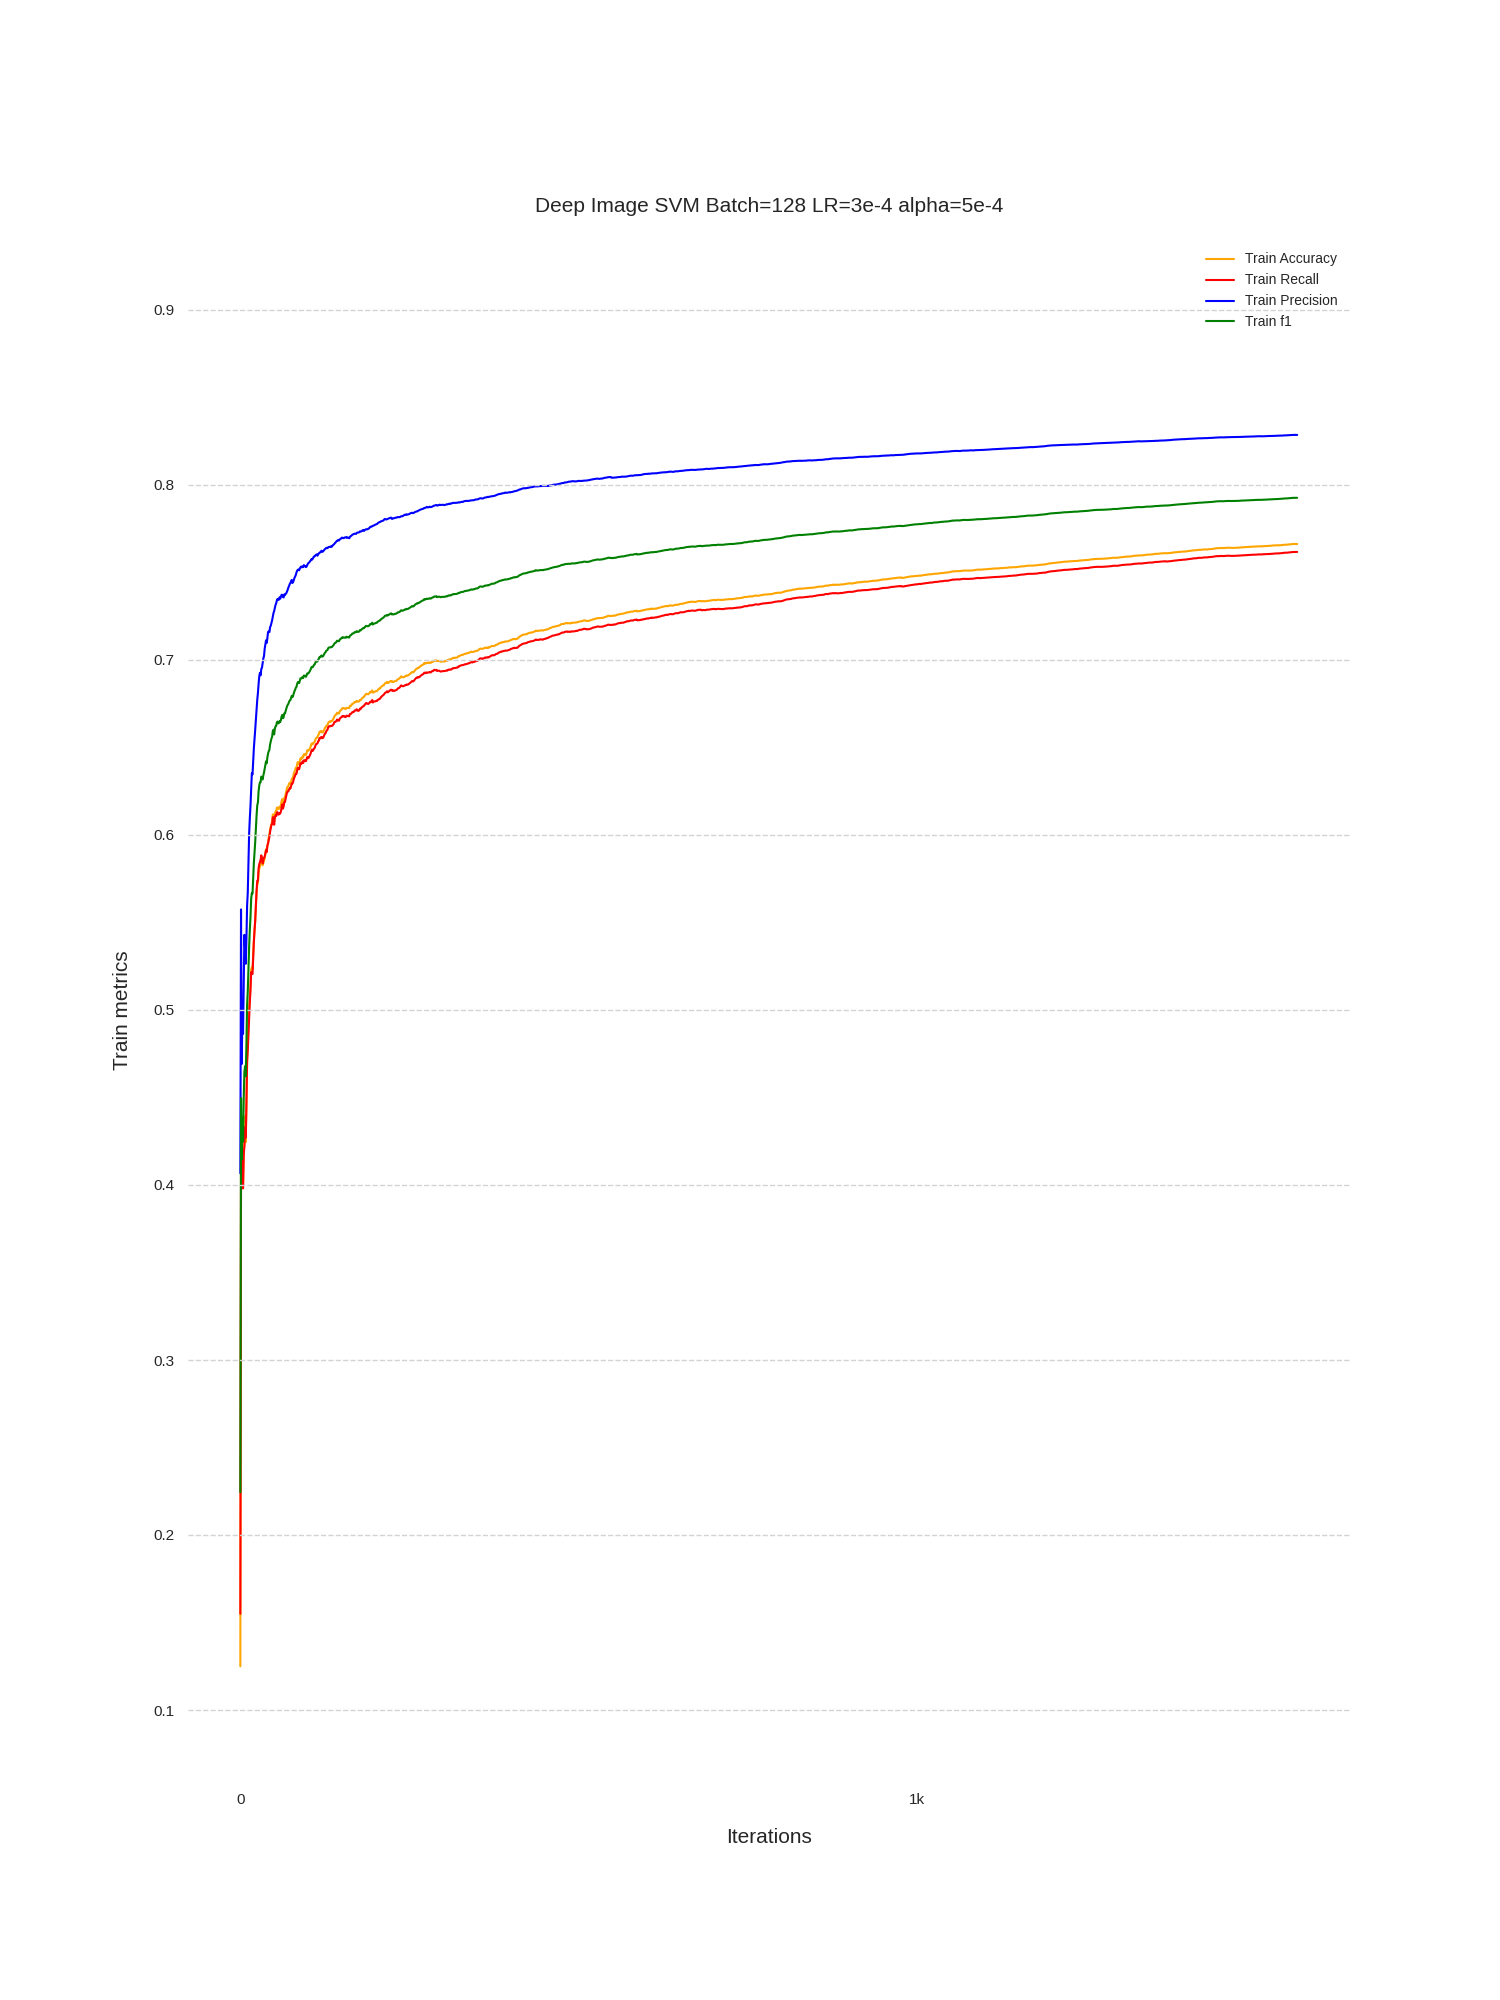 Deep Image SVM Batch=128 LR=3e-4 alpha=5e-4
Train Accuracy
Train Recall
Train Precision
Train f1
0.9
0.8
0.7
0.6
0.5
0.4
0.3
0.2
0.1
Train metrics
0
1k
Iterations